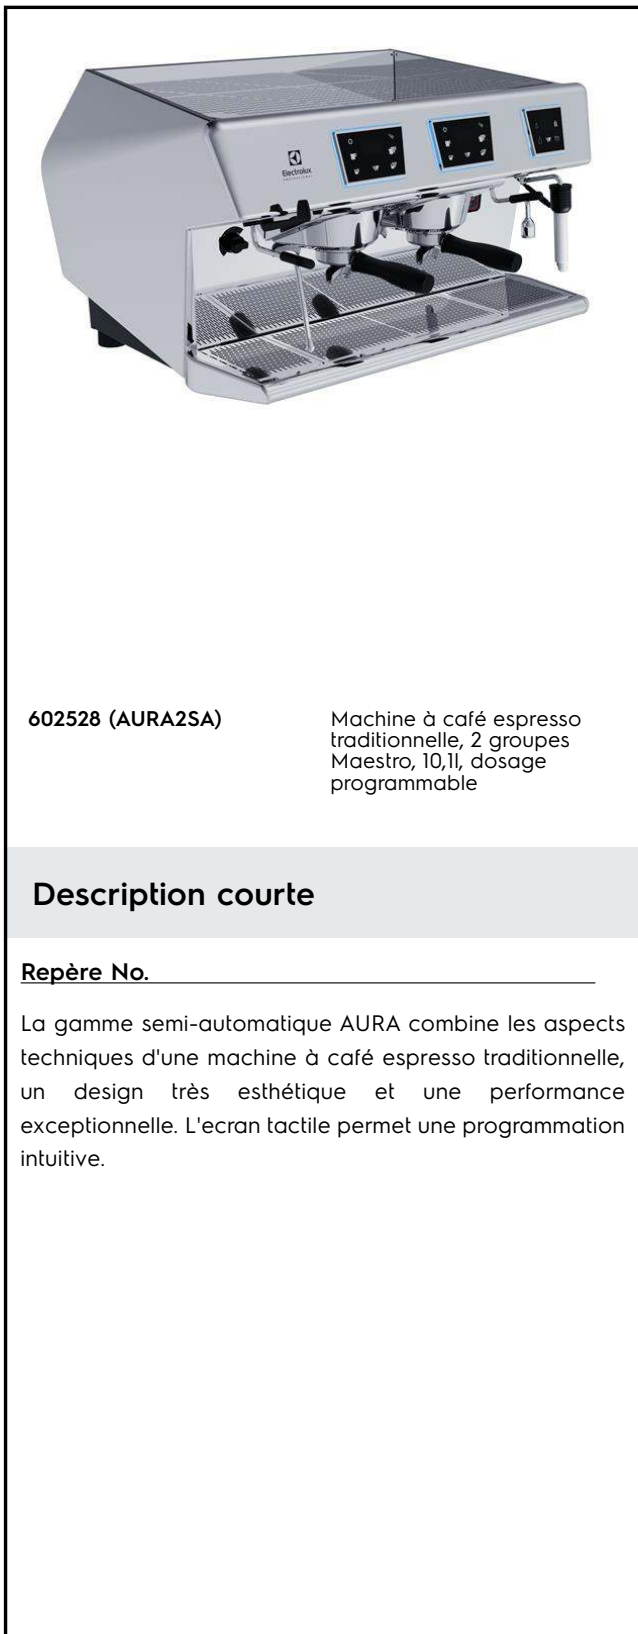 Electrolux
PROFESSIONAL
602528 (AURA2SA)
Machine à café espresso
traditionnelle, 2 groupes
Maestro, 10,1l, dosage
programmable
Description courte
Repère No.
La gamme semi-automatique AURA combine les aspects
techniques d'une machine à café espresso traditionnelle,
un design très esthétique et une performance
exceptionnelle. L'ecran tactile permet une programmation
intuitive.